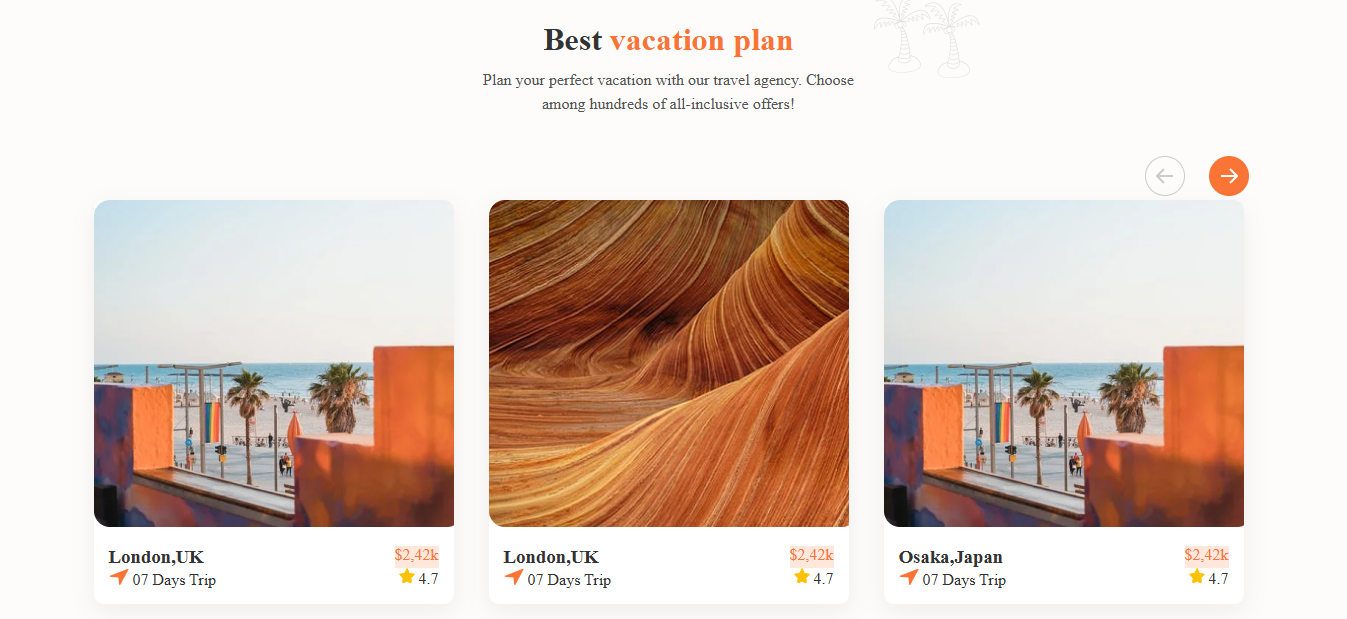 Best vacation plan
Plan your perfect vacation with our travel agency. Choose
among hundreds of all-inclusive offers!
London,UK
$2,42k
07 Days Trip
4.7
London,UK
$2,42k
07 Days Trip
4.7
Osaka,Japan
$2,42k
07 Days Trip
4.7